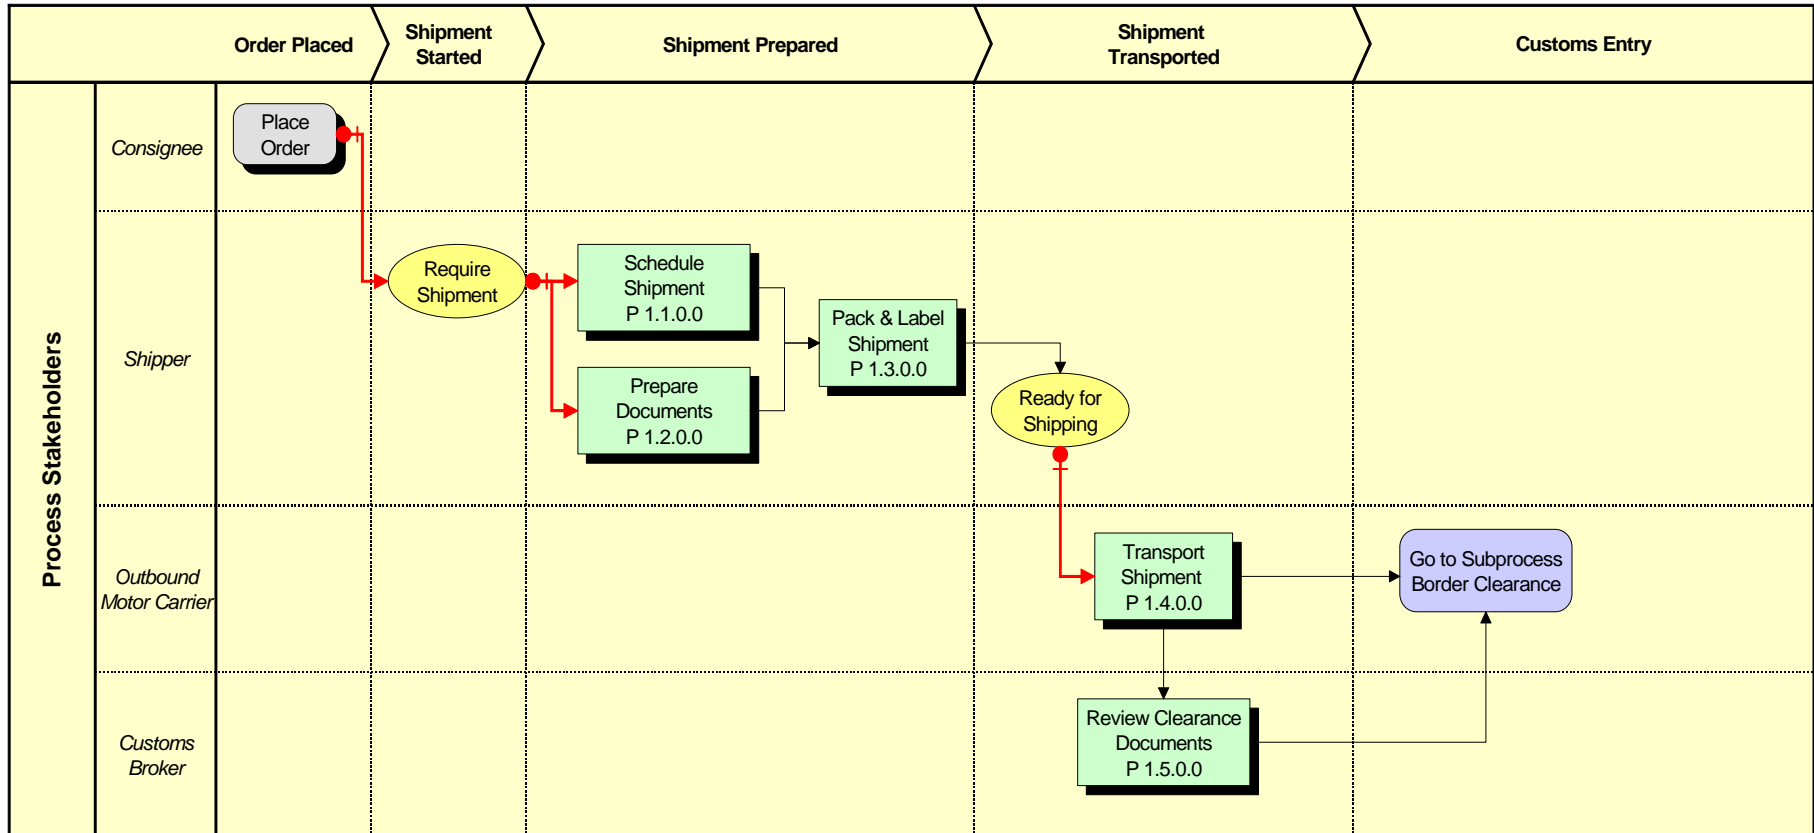 Order Placed
Shipment
Started
Shipment Prepared
Shipment
Transported
Customs Entry
Process Stakeholders
Consignee
Place
Order
Shipper
Require
Shipment
Schedule
Shipment
P 1.1.0.0
Prepare
Documents
P 1.2.0.0
Pack & Label
Shipment
P 1.3.0.0
Ready for
Shipping
Outbound
Motor Carrier
Transport
Shipment
P 1.4.0.0
Go to Subprocess
Border Clearance
Customs
Broker
Review Clearance
Documents
P 1.5.0.0